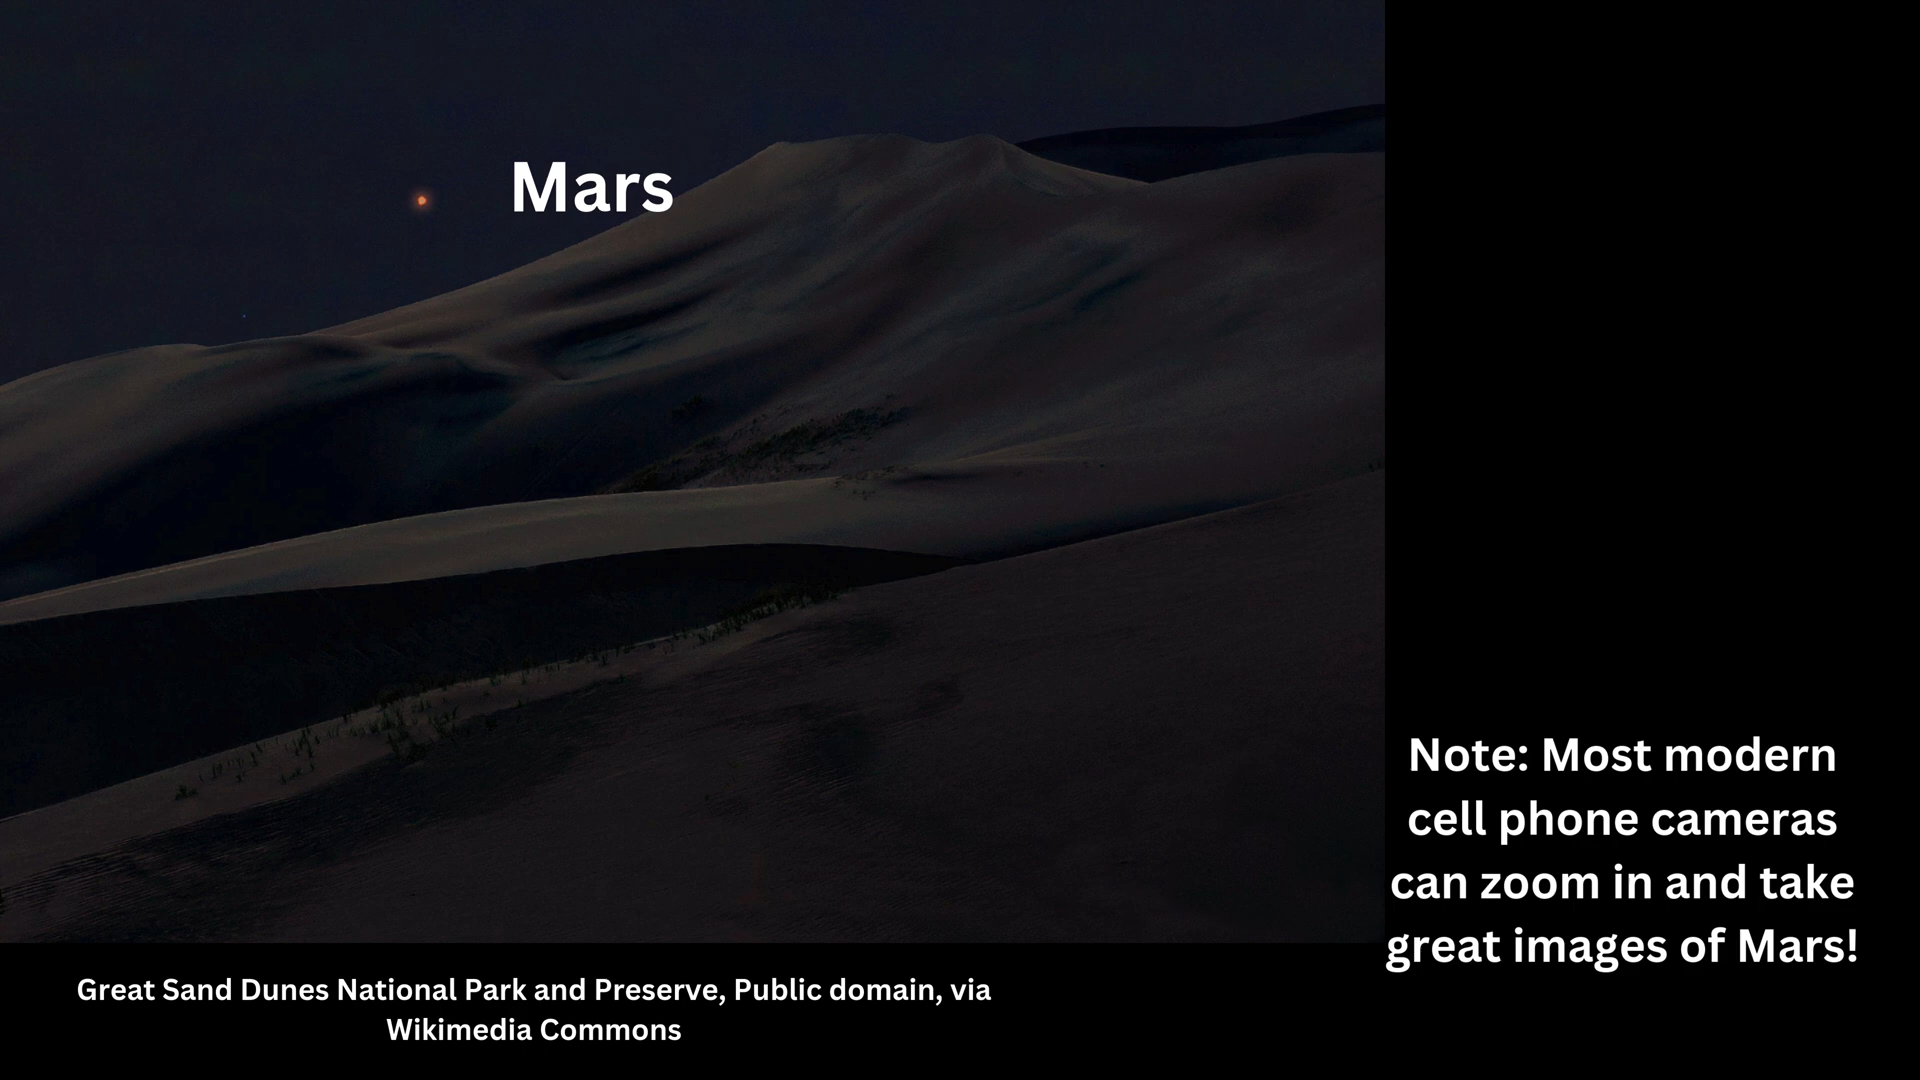 Mars
Note: Most modern
cell phone cameras
can zoom in and take
great images of Mars!
Great Sand Dunes National Park and Preserve, Public domain, via
Wikimedia Commons